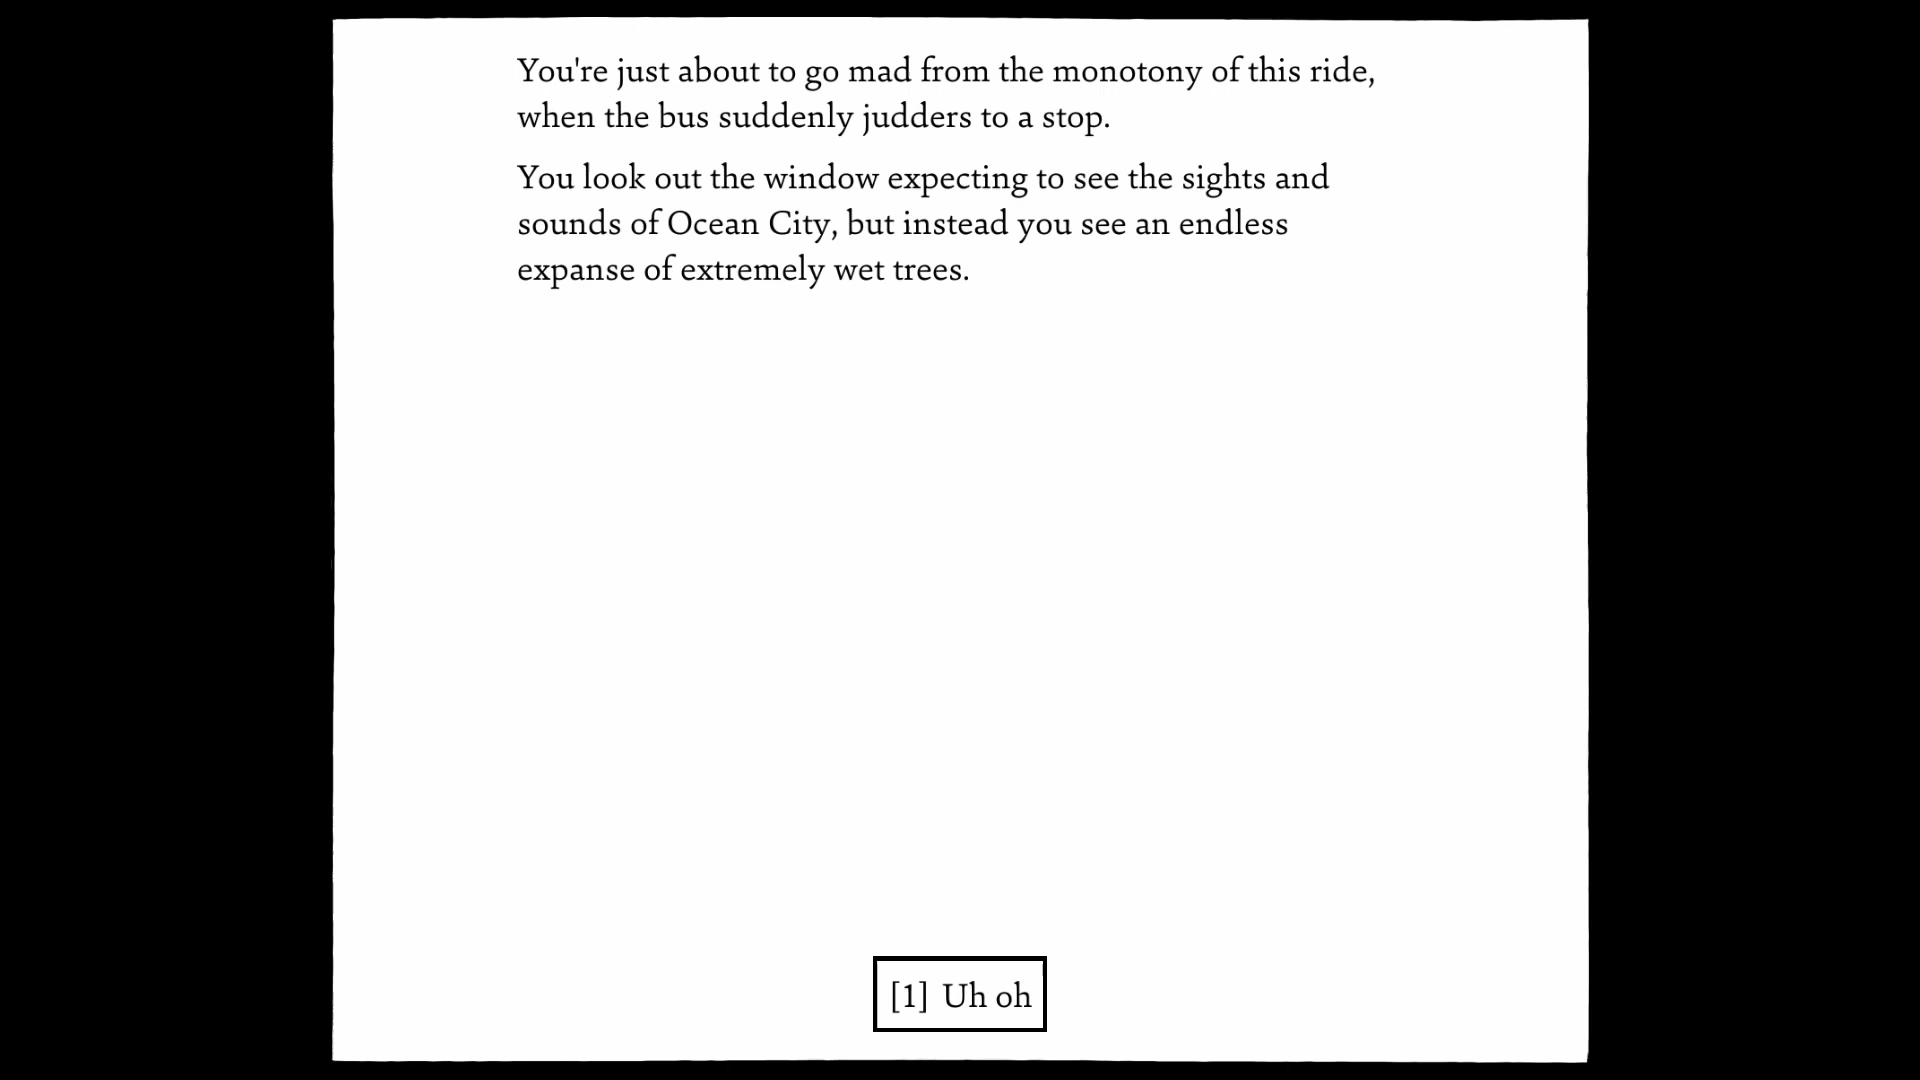 You're just about to go mad from the monotony of this ride,
when the bus suddenly judders to a stop.
You look out the window expecting to see the sights and
sounds of Ocean City, but instead you see an endless
expanse of extremely wet trees.
[1] Uh oh